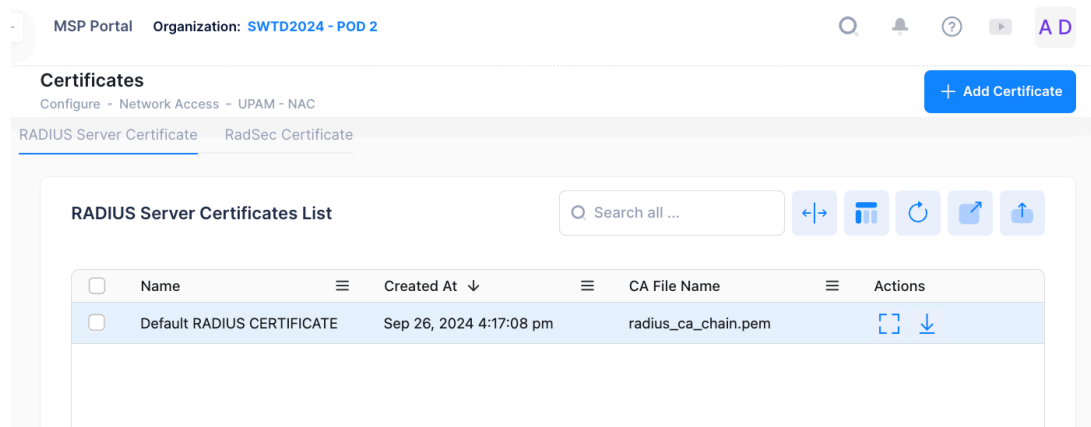 MSP Portal Organization: SWTD2024 - POD 2
A D
Certificates
Configure - Network Access - UPAM - NAC
+ Add Certificate
RADIUS Server Certificate RadSec Certificate
RADIUS Server Certificates List
Search all ...
Name Created At CA File Name Actions
Default RADIUS CERTIFICATE Sep 26, 2024 4:17:08 pm radius_ca_chain.pem